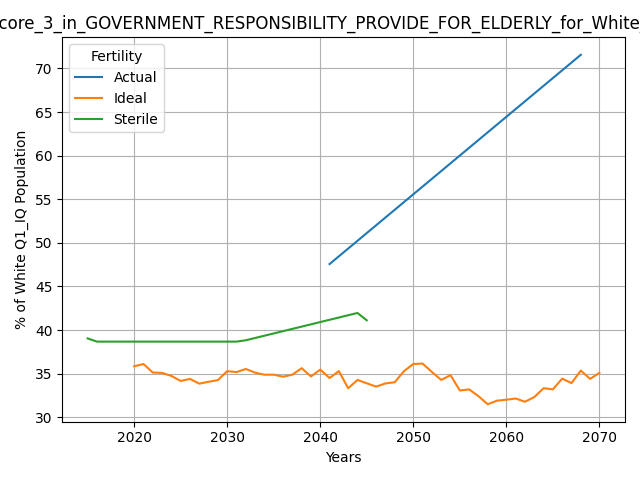 core_3_in_GOVERNMENT_RESPONSIBILITY_PROVIDE_FOR_ELDERLY_for_White_
Fertility
Actual
Ideal
Sterile
% of White Q1_IQ Population
70
65
60
55
50
45
40
35
30
2020 2030 2040 2050 2060 2070
Years